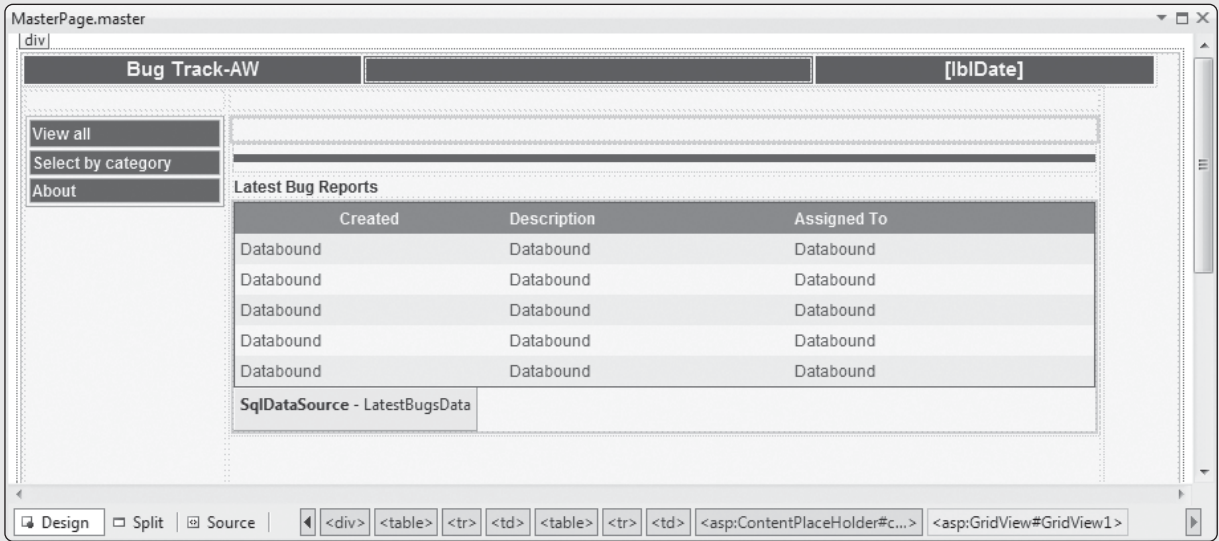 MasterPage.master
div
Bug Track-AW [lblDate]
View all
Select by category
About
Latest Bug Reports
Created Description Assigned To
Databound Databound Databound
Databound Databound Databound
Databound Databound Databound
Databound Databound Databound
Databound Databound Databound
SqlDataSource - LatestBugsData
Design Split Source <div> <table> <tr> <td> <table> <tr> <td> <asp:ContentPlaceHolder#c...> <asp:GridView#GridView1>